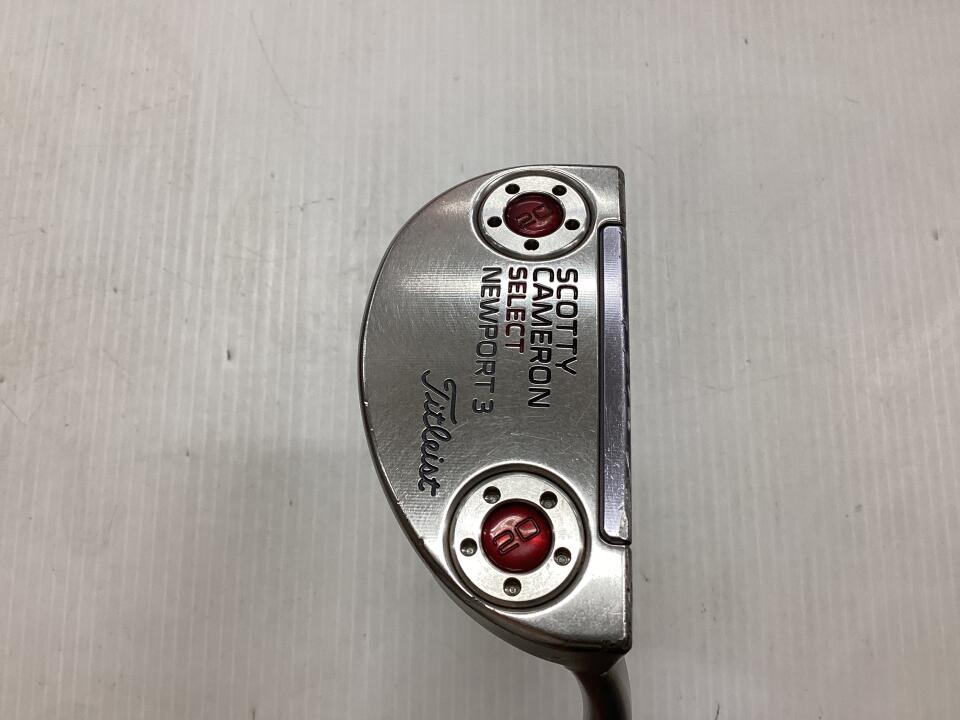 SCOTTY
CAMERON
SELECT
NEWPORT 3
Titleist